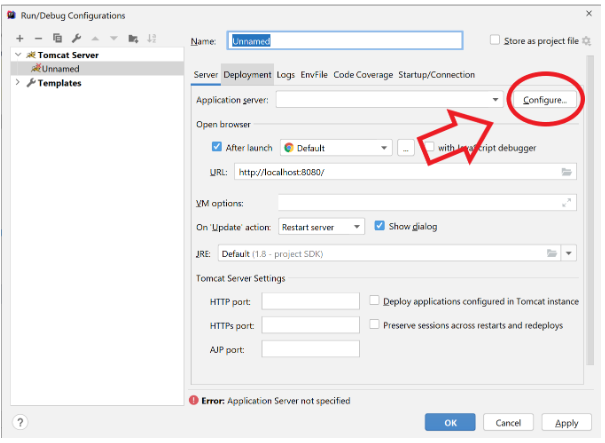 Run/Debug Configurations
Name: Unnamed
Store as project file
Tomcat Server
Unnamed
Templates
Server Deployment Logs EnvFile Code Coverage Startup/Connection
Application server:
Configure...
Open browser
After launch Default ... with JavaScript debugger
URL: http://localhost:8080/
VM options:
On 'Update' action: Restart server Show dialog
JRE: Default (1.8 - project SDK)
Tomcat Server Settings
HTTP port: Deploy applications configured in Tomcat instance
HTTPs port: Preserve sessions across restarts and redeploys
AJP port:
Error: Application Server not specified
? OK Cancel Apply